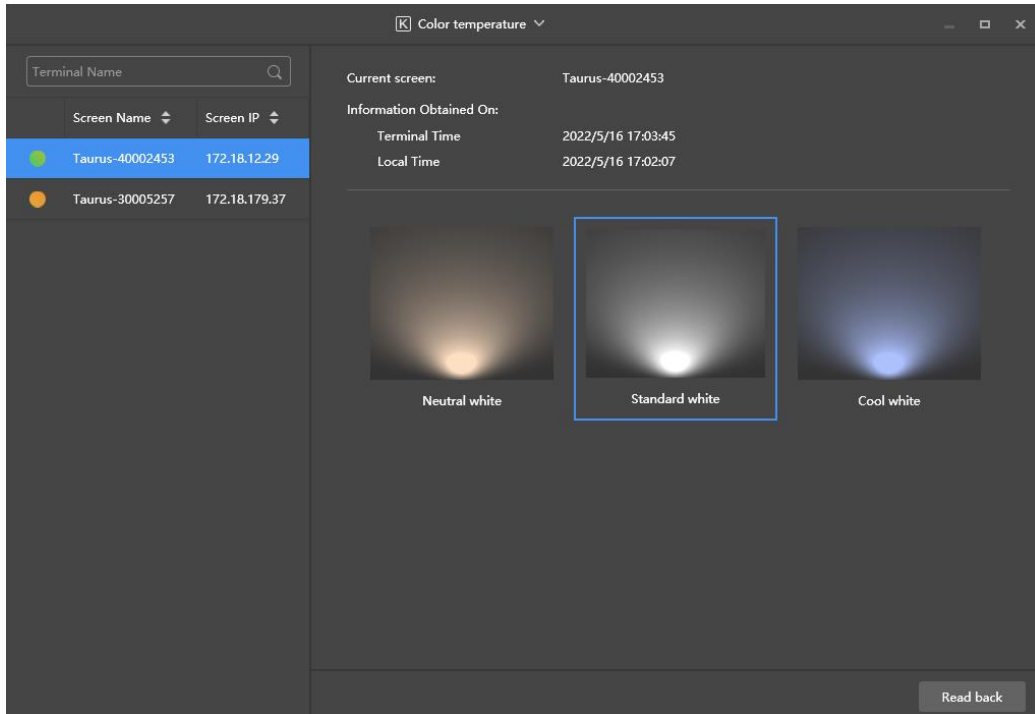 K Color temperature
Terminal Name
Screen Name Screen IP
Taurus-40002453 172.18.12.29
Taurus-30005257 172.18.179.37
Current screen: Taurus-40002453
Information Obtained On:
Terminal Time 2022/5/16 17:03:45
Local Time 2022/5/16 17:02:07
Neutral white Standard white Cool white
Read back